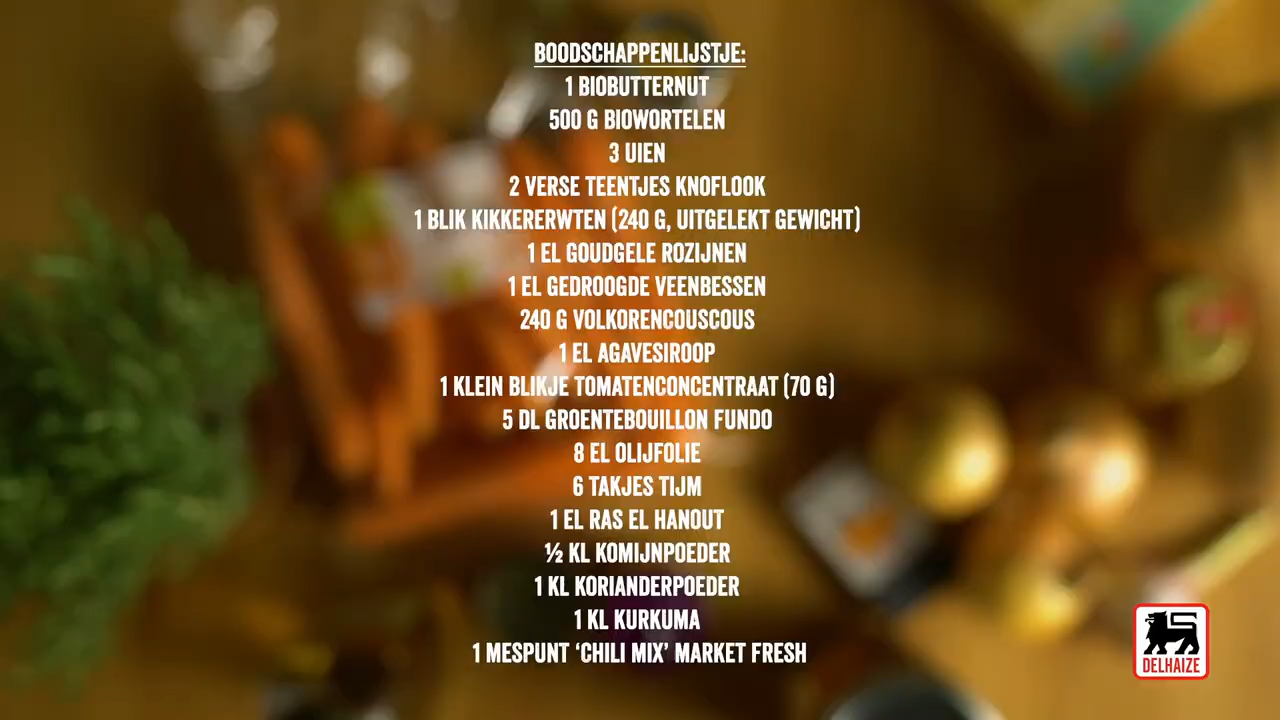 BOODSCHAPPENLIJSTJE:
1 BIOBUTTERNUT
500 G BIOWORTELEN
3 UIEN
2 VERSE TEENTJES KNOFLOOK
1 BLIK KIKKERERWTEN (240 G, UITGELEKT GEWICHT)
1 EL GOUDGELE ROZIJNEN
1 EL GEDROOGDE VEENBESSEN
240 G VOLKORENCOUSCOUS
1 EL AGAVESIROOP
1 KLEIN BLIKJE TOMATENCONCENTRAAT (70 G)
5 DL GROENTEBOUILLON FUNDO
8 EL OLIJFOLIE
6 TAKJES TIJM
1 EL RAS EL HANOUT
½ KL KOMIJNPOEDER
1 KL KORIANDERPOEDER
1 KL KURKUMA
1 MESPUNT ‘CHILI MIX’ MARKET FRESH
DELHAIZE